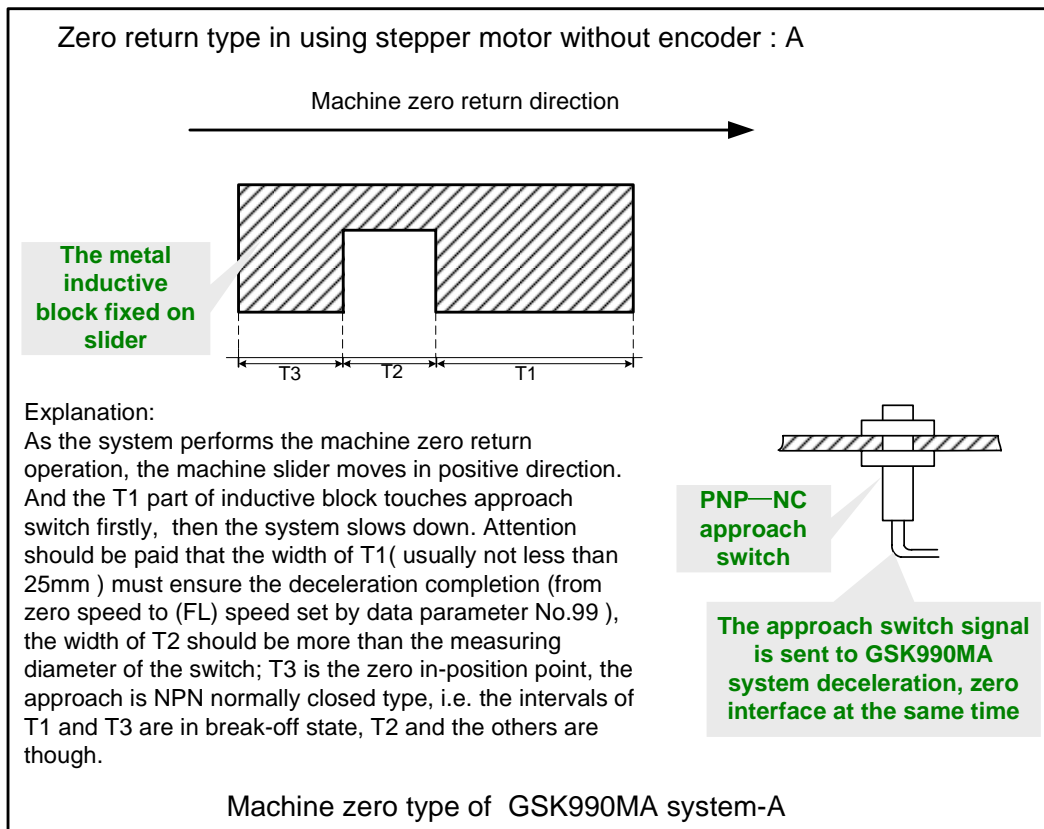 Zero return type in using stepper motor without encoder : A
Machine zero return direction
The metal
inductive
block fixed on
slider
T3
T2
T1
Explanation:
As the system performs the machine zero return
operation, the machine slider moves in positive direction.
And the T1 part of inductive block touches approach
switch firstly, then the system slows down. Attention
should be paid that the width of T1( usually not less than
25mm ) must ensure the deceleration completion (from
zero speed to (FL) speed set by data parameter No.99 ),
the width of T2 should be more than the measuring
diameter of the switch; T3 is the zero in-position point, the
approach is NPN normally closed type, i.e. the intervals of
T1 and T3 are in break-off state, T2 and the others are
though.
PNP—NC
approach
switch
The approach switch signal
is sent to GSK990MA
system deceleration, zero
interface at the same time
Machine zero type of GSK990MA system-A